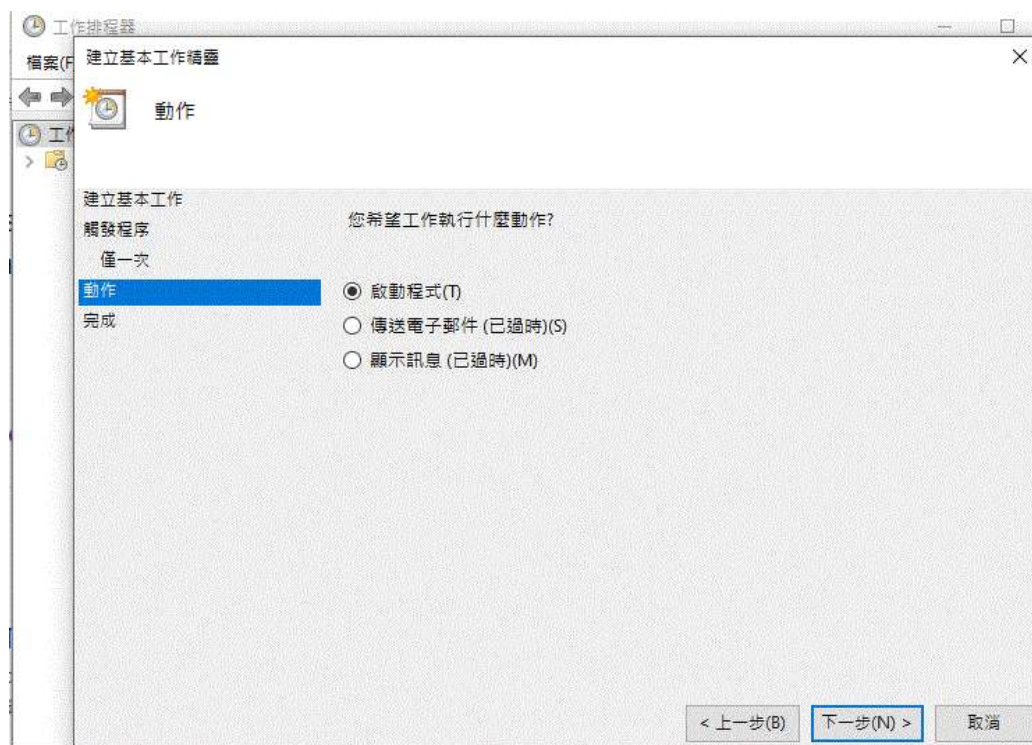 工作排程器
檔案(F
建立基本工作精靈
動作
工作
建立基本工作
觸發程序
僅一次
動作
完成
您希望工作執行什麼動作?
啟動程式(T)
傳送電子郵件 (已過時)(S)
顯示訊息 (已過時)(M)
< 上一步(B)
下一步(N) >
取消